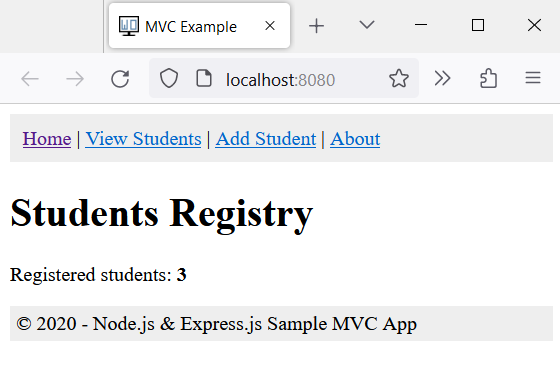 MVC Example
localhost:8080
Home | View Students | Add Student | About
Students Registry
Registered students: 3
© 2020 - Node.js & Express.js Sample MVC App